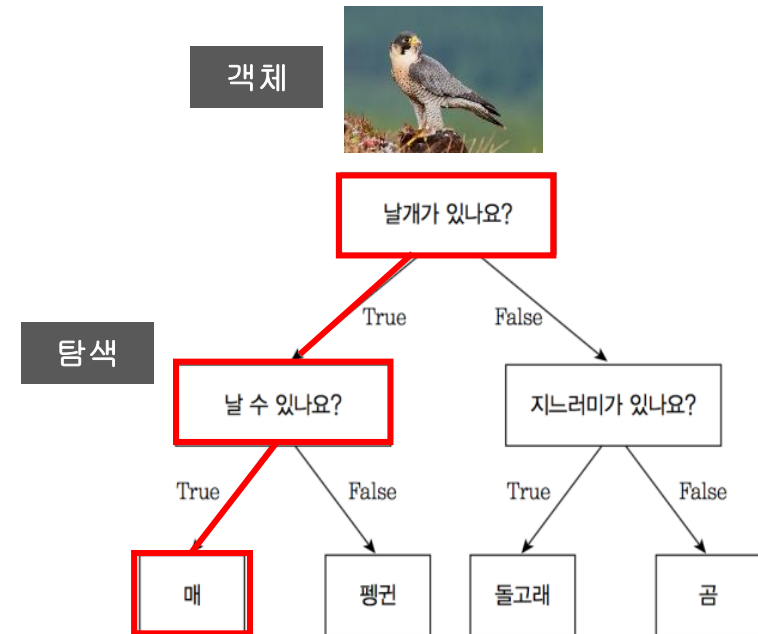 객체
날개가 있나요?
True
False
탐색
날 수 있나요?
지느러미가 있나요?
True
False
True
False
매
펭귄
돌고래
곰